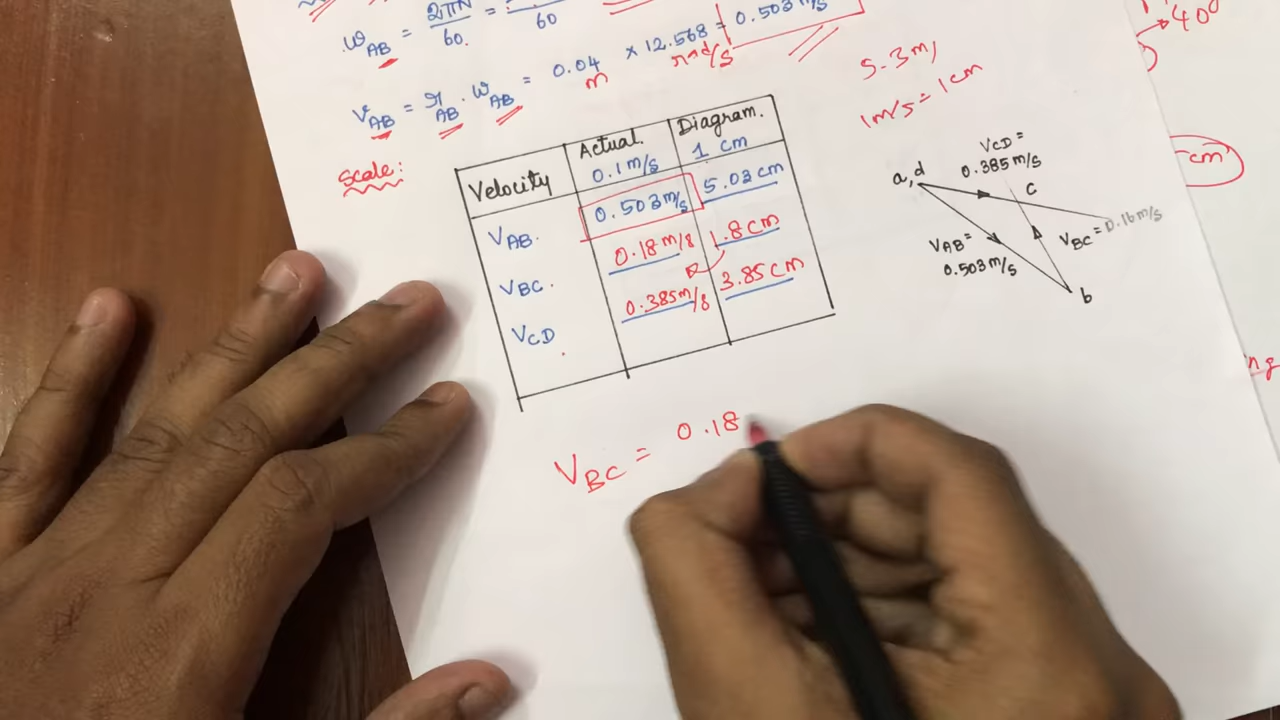 ω_AB = 2πN/60 = 60
V_AB = r_AB . ω_AB = 0.04 m × 12.568 rad/s = 0.503 m/s
Scale:
Velocity Actual. Diagram.
0.1 m/s 1 cm
V_AB. 0.503 m/s 5.03 cm
V_BC. 0.18 m/s 1.8 cm
V_CD 0.385 m/s 3.85 cm
V_BC = 0.18
5.3 m/
1 m/s = 1 cm
V_CD =
0.385 m/s
a,d
c
V_AB =
0.503 m/s
V_BC = 0.16 m/s
b
40°
cm
ng